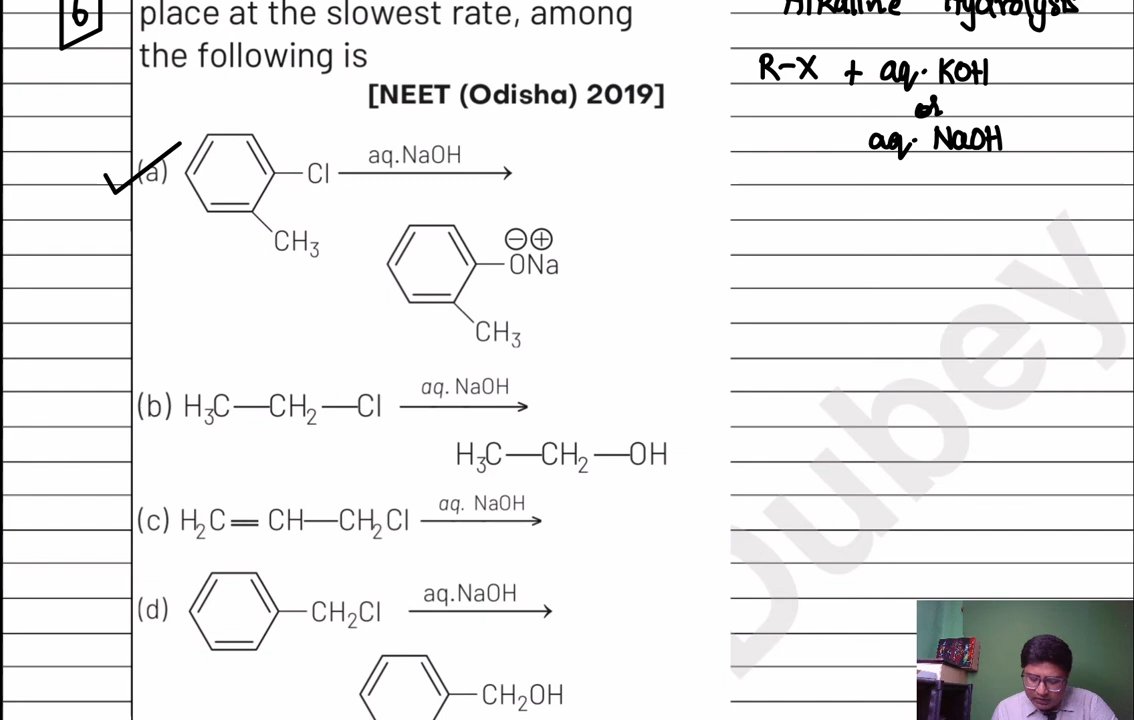 6
place at the slowest rate, among
the following is
[NEET (Odisha) 2019]
(a) Cl aq.NaOH
CH3
⊖⊕
ONa
CH3
(b) H3C—CH2—Cl aq. NaOH
H3C—CH2—OH
(c) H2C=CH—CH2Cl aq. NaOH
(d) CH2Cl aq.NaOH
CH2OH
Alkaline Hydrolysis
R-X + aq. KOH
or
aq. NaOH
Dubey